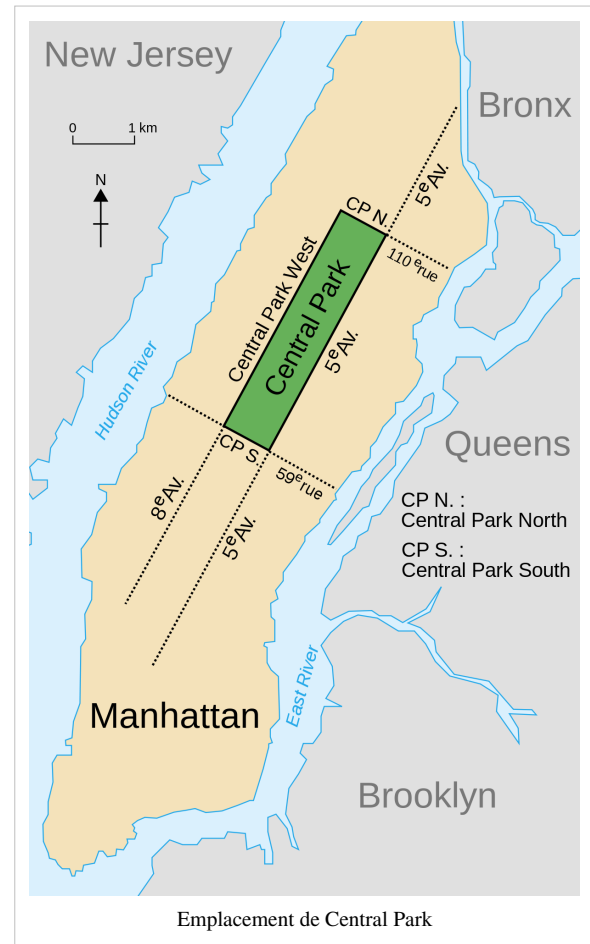 New Jersey
Bronx
0 1 km
N
5e Av.
CP N.
110e rue
Central Park West
Central Park
5e Av.
Hudson River
Queens
CP S.
59e rue
8e Av.
5e Av.
CP N. :
Central Park North
CP S. :
Central Park South
East River
Manhattan
Brooklyn
Emplacement de Central Park